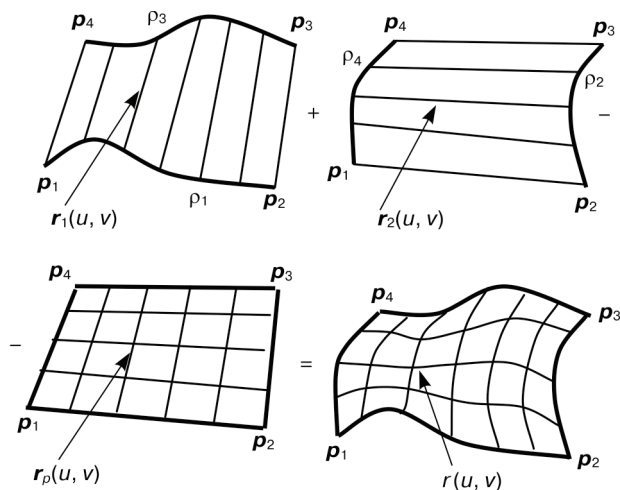 p₄ ρ₃ p₃
p₁ ρ₁ p₂
r₁(u, v)
+
p₄ p₃
ρ₄ ρ₂
p₁ p₂
r₂(u, v)
−
−
p₄ p₃
p₁ p₂
rₚ(u, v)
=
p₄ p₃
p₁ p₂
r(u, v)